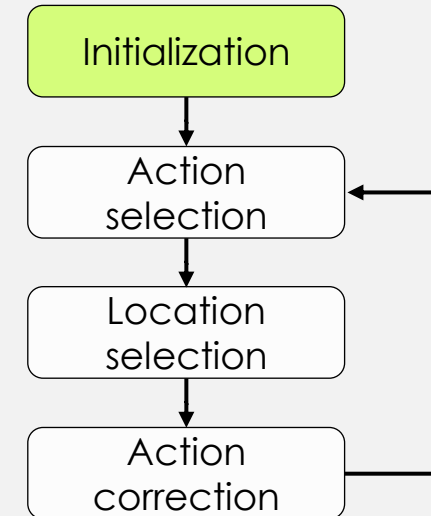 Initialization
Action
selection
Location
selection
Action
correction